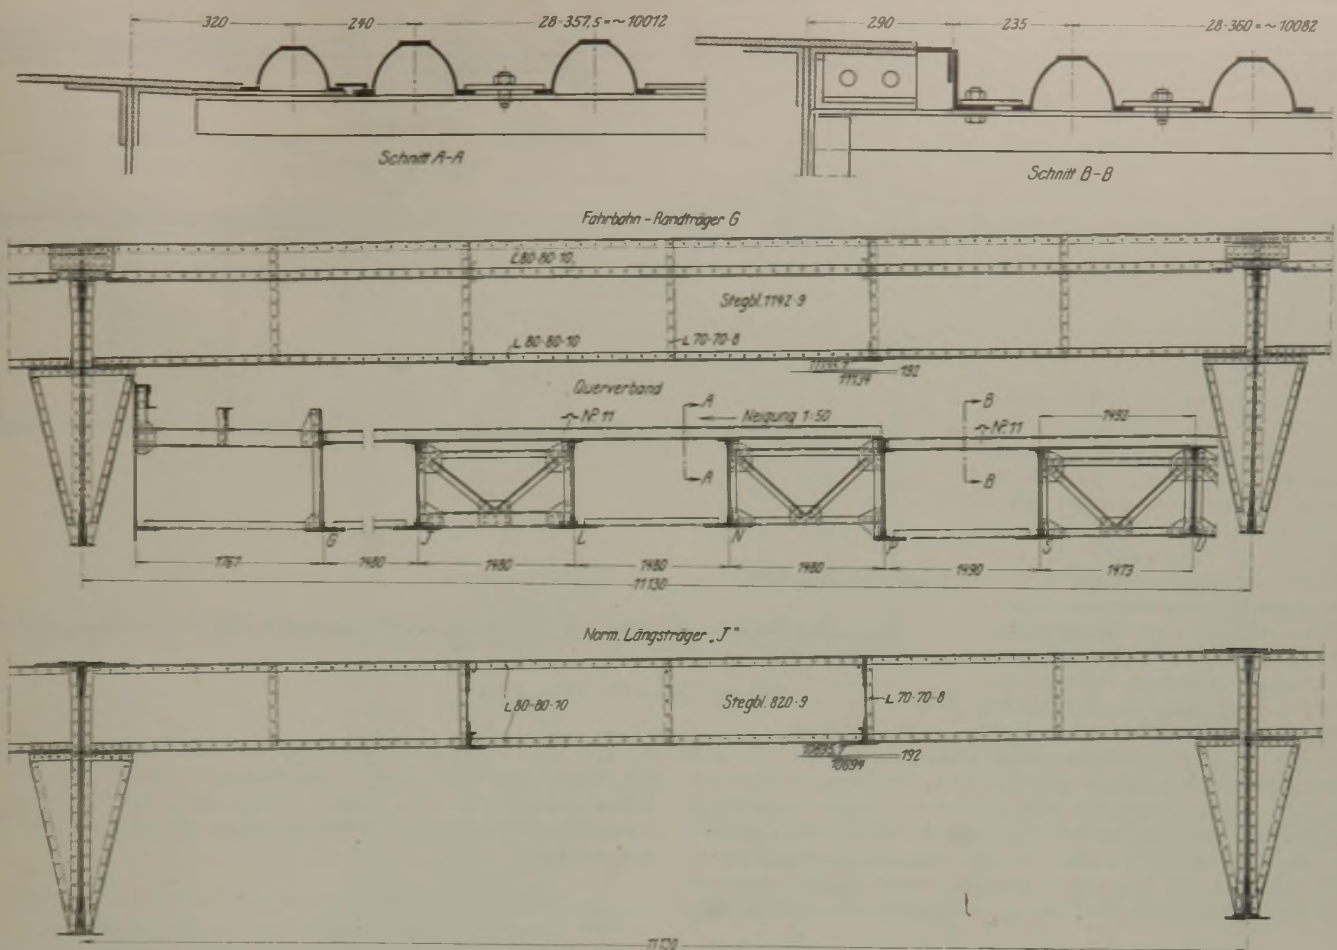 320 240 28·357,5 = ~ 10012
290 235 28·360 = ~ 10082
Schnitt A-A
Schnitt B-B
Fahrbahn - Randträger G
L 80·80·10
Stegbl. 1142·9
L 80·80·10
L 70·70·8
11134
192
Querverband
NP. 11
A
Neigung 1:50
B
NP. 11
1492
A
B
G J L N P S U
1767 1480 1480 1480 1480 1490 1473
11130
Norm. Längsträger „J"
L 80·80·10
Stegbl. 820·9
L 70·70·8
10694
192
11130